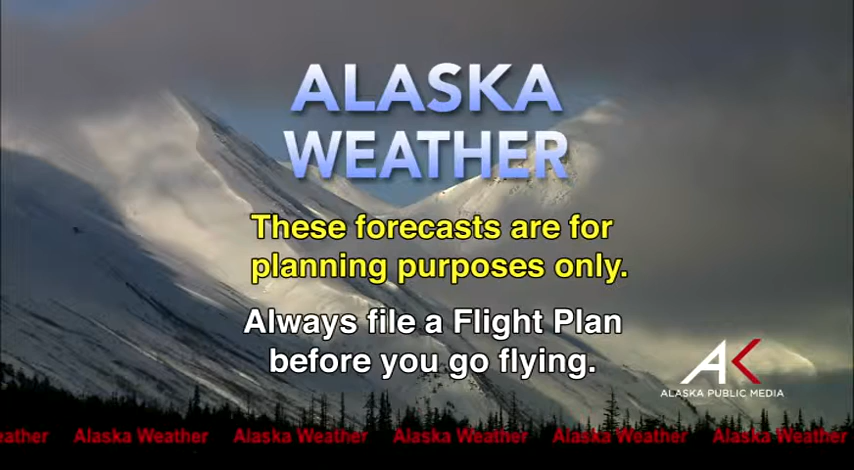 ALASKA
WEATHER
These forecasts are for
planning purposes only.
Always file a Flight Plan
before you go flying.
AK
ALASKA PUBLIC MEDIA
eather Alaska Weather Alaska Weather Alaska Weather Alaska Weather Alaska Weather